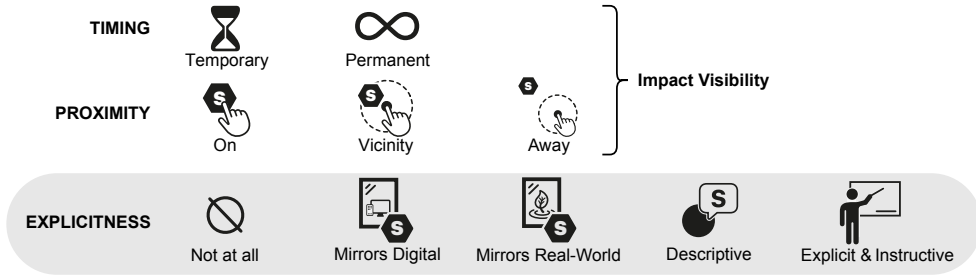 TIMING
Temporary
Permanent
Impact Visibility
PROXIMITY
S
S
S
On
Vicinity
Away
EXPLICITNESS
S
S
S
Not at all
Mirrors Digital
Mirrors Real-World
Descriptive
Explicit & Instructive